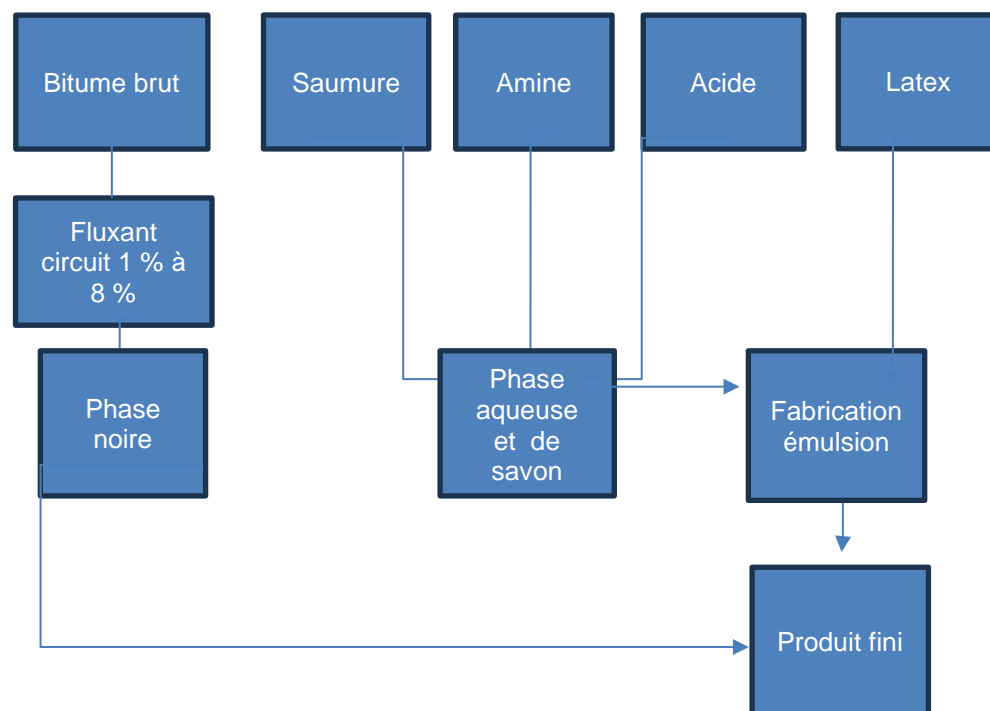 Bitume brut
Saumure
Amine
Acide
Latex
Fluxant
circuit 1 % à
8 %
Phase
noire
Phase
aqueuse
et de
savon
Fabrication
émulsion
Produit fini